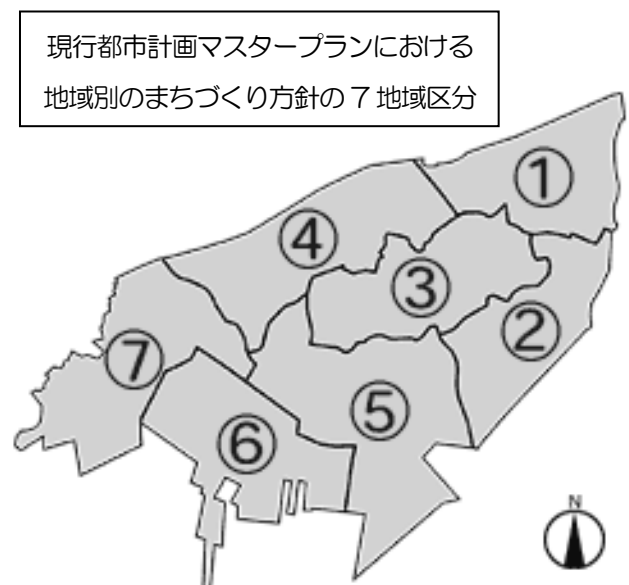 現行都市計画マスタープランにおける
地域別のまちづくり方針の7地域区分
①
④
③
②
⑦
⑤
⑥
N